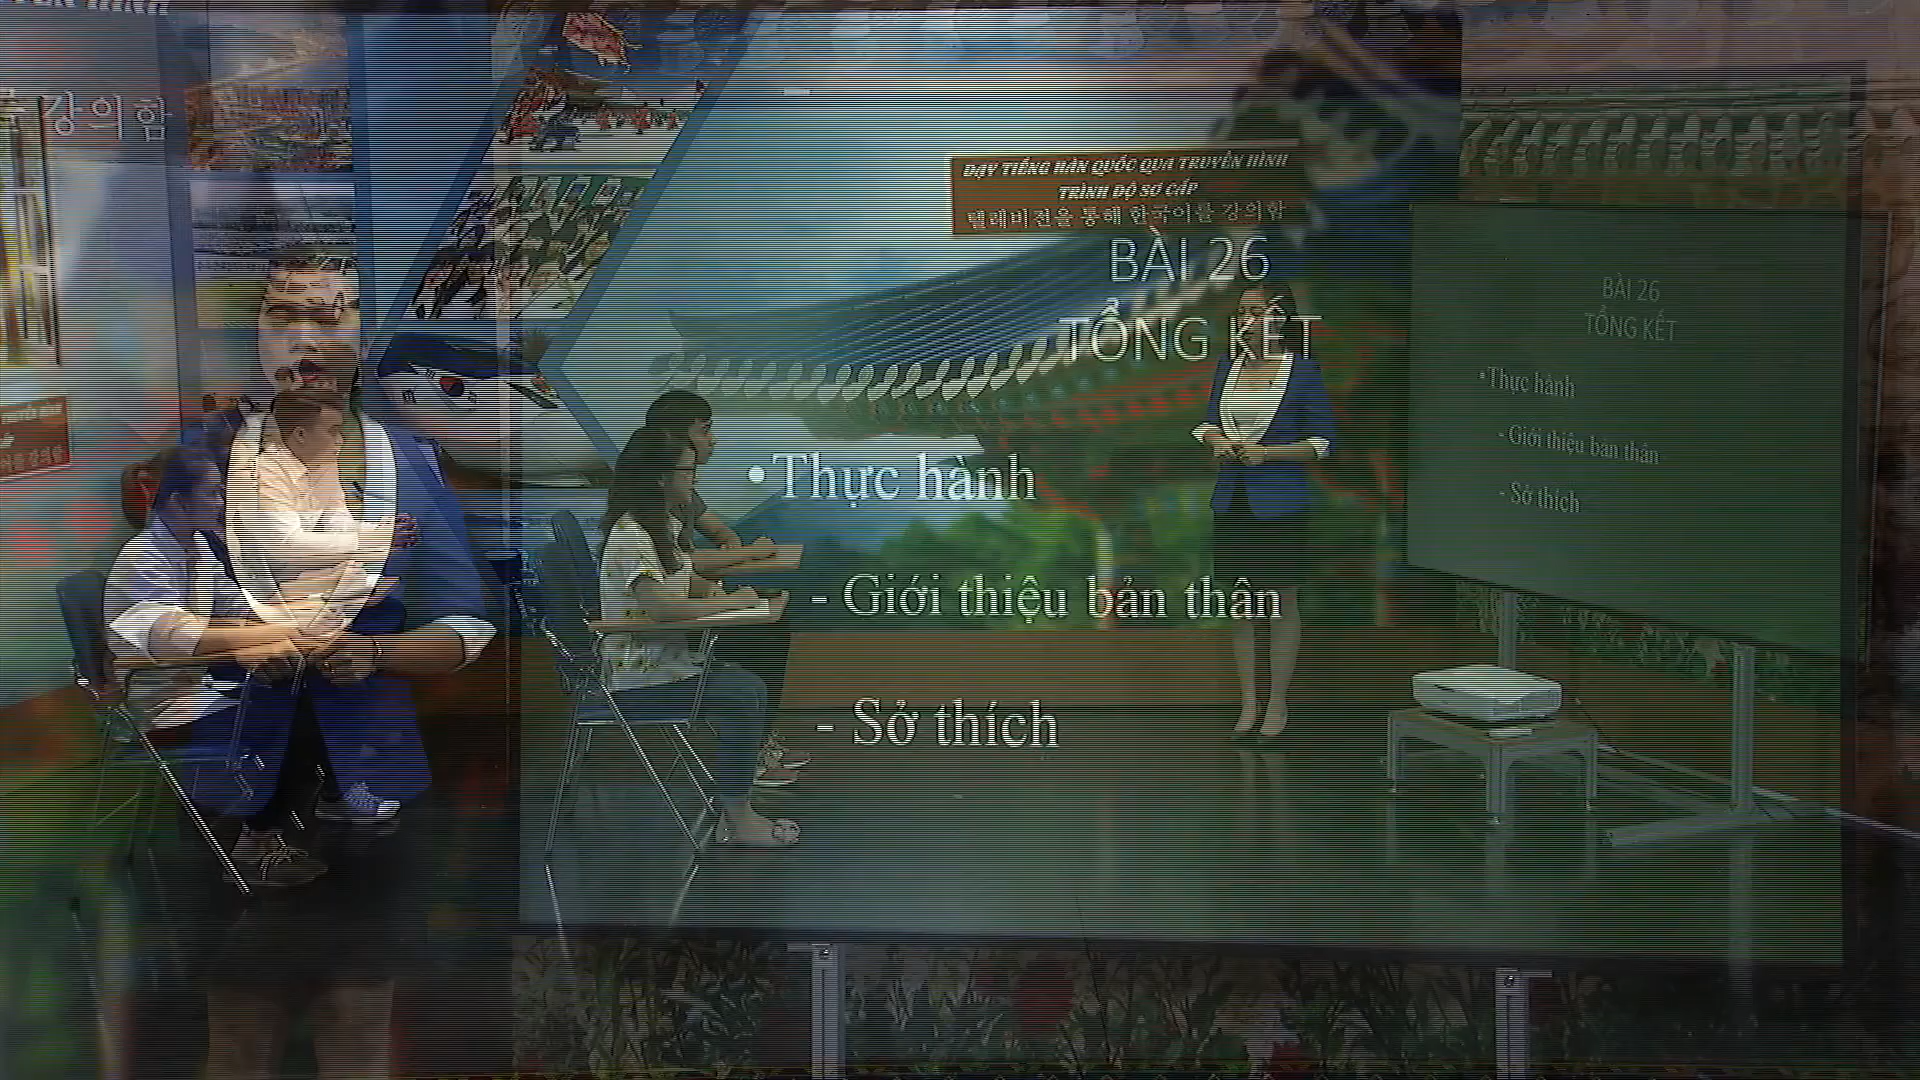 강의함
DẠY TIẾNG HÀN QUỐC QUA TRUYỀN HÌNH
TRÌNH ĐỘ SƠ CẤP
텔레비전을 통해 한국어를 강의함
BÀI 26
TỔNG KẾT
•Thực hành
- Giới thiệu bản thân
- Sở thích
BÀI 26
TỔNG KẾT
•Thực hành
- Giới thiệu bản thân
- Sở thích